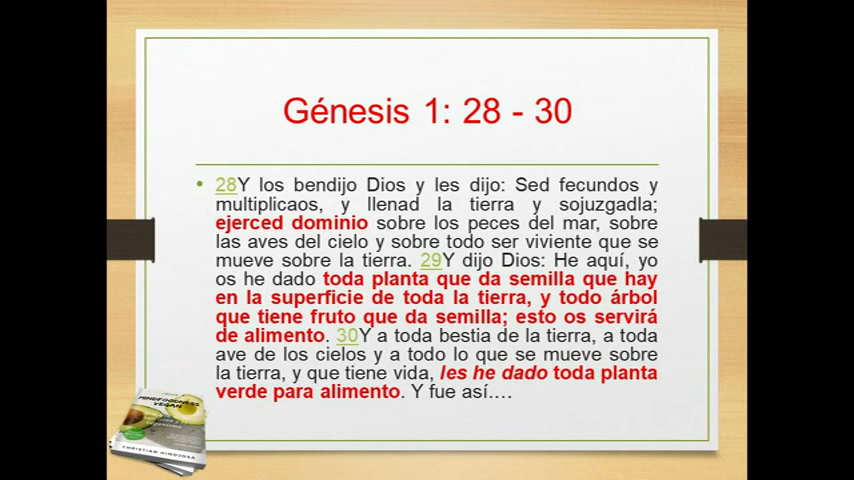 Génesis 1: 28 - 30
• 28Y los bendijo Dios y les dijo: Sed fecundos y
multiplicaos, y llenad la tierra y sojuzgadla;
ejerced dominio sobre los peces del mar, sobre
las aves del cielo y sobre todo ser viviente que se
mueve sobre la tierra. 29Y dijo Dios: He aquí, yo
os he dado toda planta que da semilla que hay
en la superficie de toda la tierra, y todo árbol
que tiene fruto que da semilla; esto os servirá
de alimento. 30Y a toda bestia de la tierra, a toda
ave de los cielos y a todo lo que se mueve sobre
la tierra, y que tiene vida, les he dado toda planta
verde para alimento. Y fue así.…
VEGAN
CHRISTIAN HINOJOSA